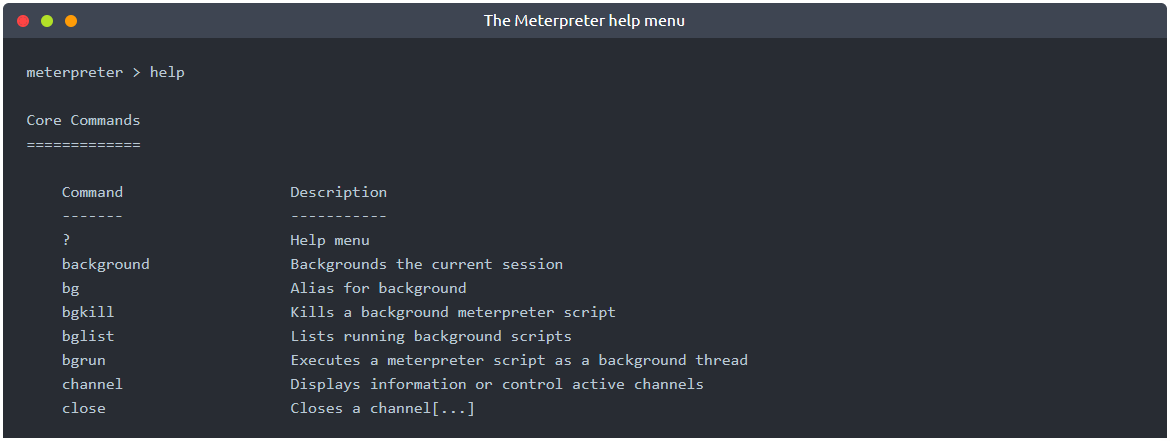 The Meterpreter help menu
meterpreter > help
Core Commands
=============
Command Description
------- -----------
? Help menu
background Backgrounds the current session
bg Alias for background
bgkill Kills a background meterpreter script
bglist Lists running background scripts
bgrun Executes a meterpreter script as a background thread
channel Displays information or control active channels
close Closes a channel[...]